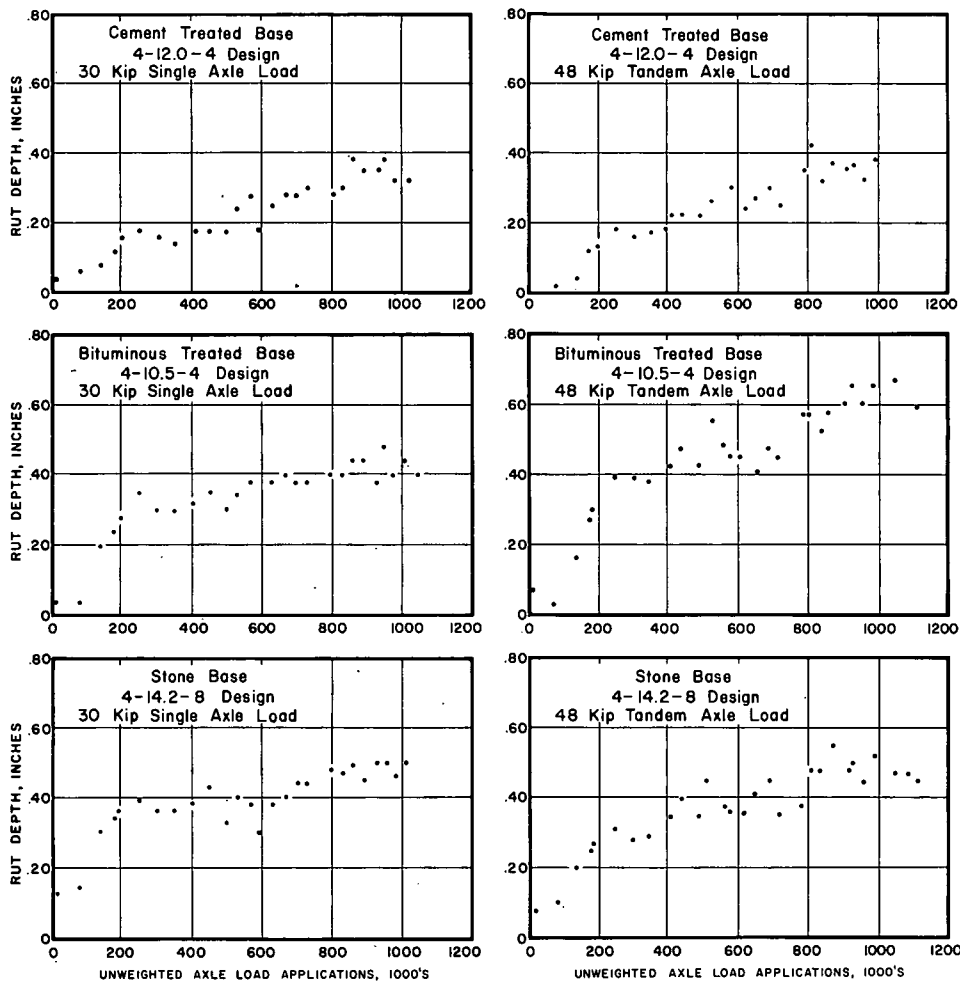 .80
Cement Treated Base
4-12.0-4 Design
30 Kip Single Axle Load
.60
.40
.20
0
RUT DEPTH, INCHES
0 200 400 600 800 1000 1200
.80
Cement Treated Base
4-12.0-4 Design
48 Kip Tandem Axle Load
.60
.40
.20
0
0 200 400 600 800 1000 1200
.80
Bituminous Treated Base
4-10.5-4 Design
30 Kip Single Axle Load
.60
.40
.20
0
RUT DEPTH, INCHES
0 200 400 600 800 1000 1200
.80
Bituminous Treated Base
4-10.5-4 Design
48 Kip Tandem Axle Load
.60
.40
.20
0
0 200 400 600 800 1000 1200
.80
Stone Base
4-14.2-8 Design
30 Kip Single Axle Load
.60
.40
.20
0
RUT DEPTH, INCHES
0 200 400 600 800 1000 1200
UNWEIGHTED AXLE LOAD APPLICATIONS, 1000'S
.80
Stone Base
4-14.2-8 Design
48 Kip Tandem Axle Load
.60
.40
.20
0
0 200 400 600 800 1000 1200
UNWEIGHTED AXLE LOAD APPLICATIONS, 1000'S